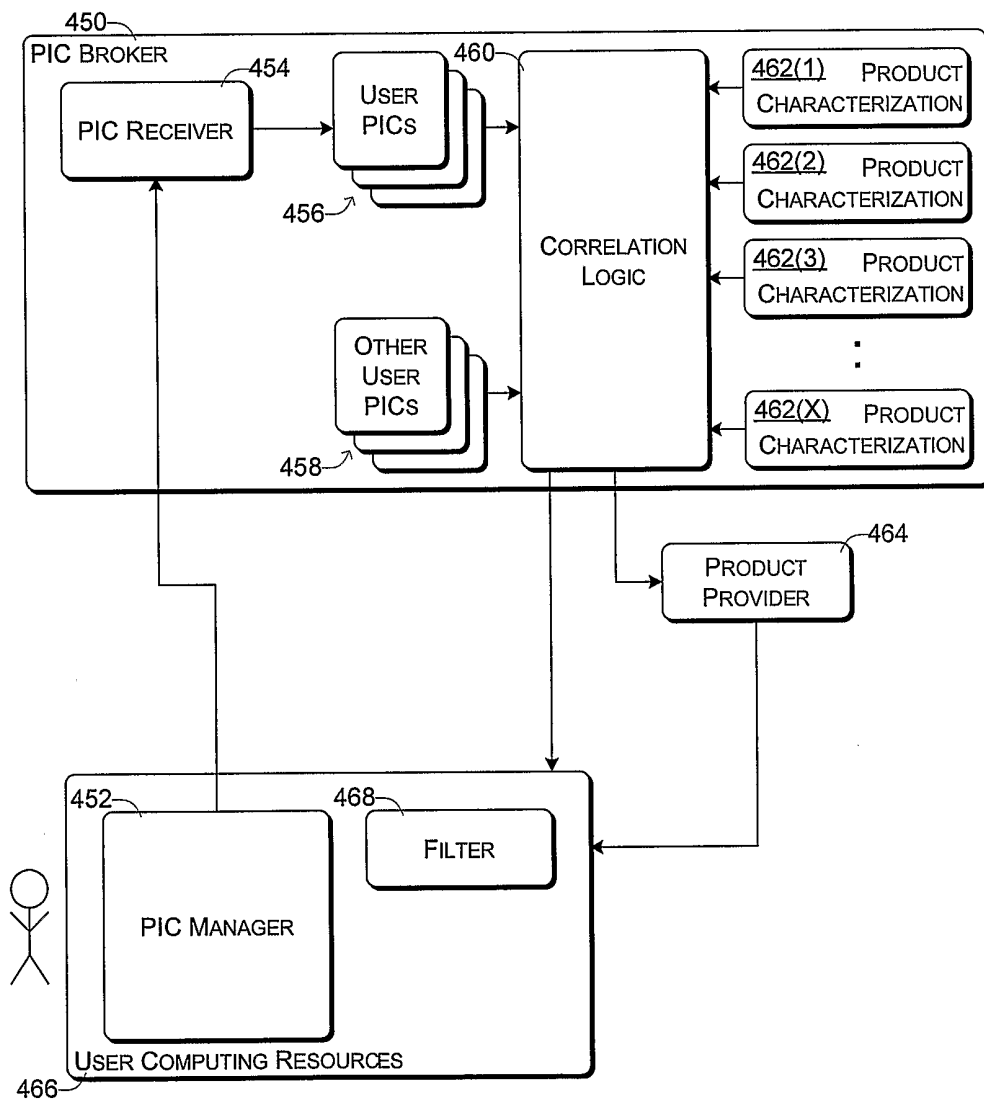 450
PIC BROKER
454
PIC RECEIVER
USER
PICS
456
460
CORRELATION
LOGIC
462(1) PRODUCT
CHARACTERIZATION
462(2) PRODUCT
CHARACTERIZATION
462(3) PRODUCT
CHARACTERIZATION
462(X) PRODUCT
CHARACTERIZATION
OTHER
USER
PICS
458
464
PRODUCT
PROVIDER
452
PIC MANAGER
468
FILTER
USER COMPUTING RESOURCES
466